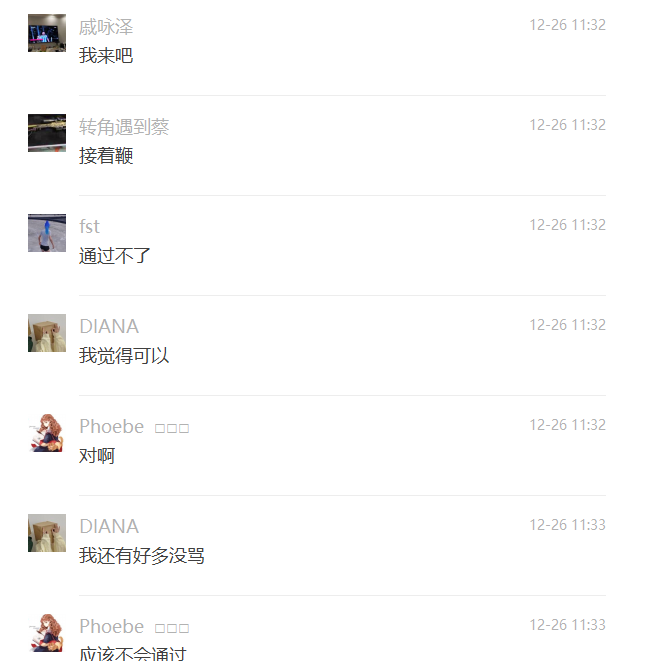 戚咏泽
12-26 11:32
我来吧
转角遇到蔡
12-26 11:32
接着鞭
fst
12-26 11:32
通过不了
DIANA
12-26 11:32
我觉得可以
Phoebe □□□
12-26 11:32
对啊
DIANA
12-26 11:33
我还有好多没骂
Phoebe □□□
12-26 11:33
应该不会通过